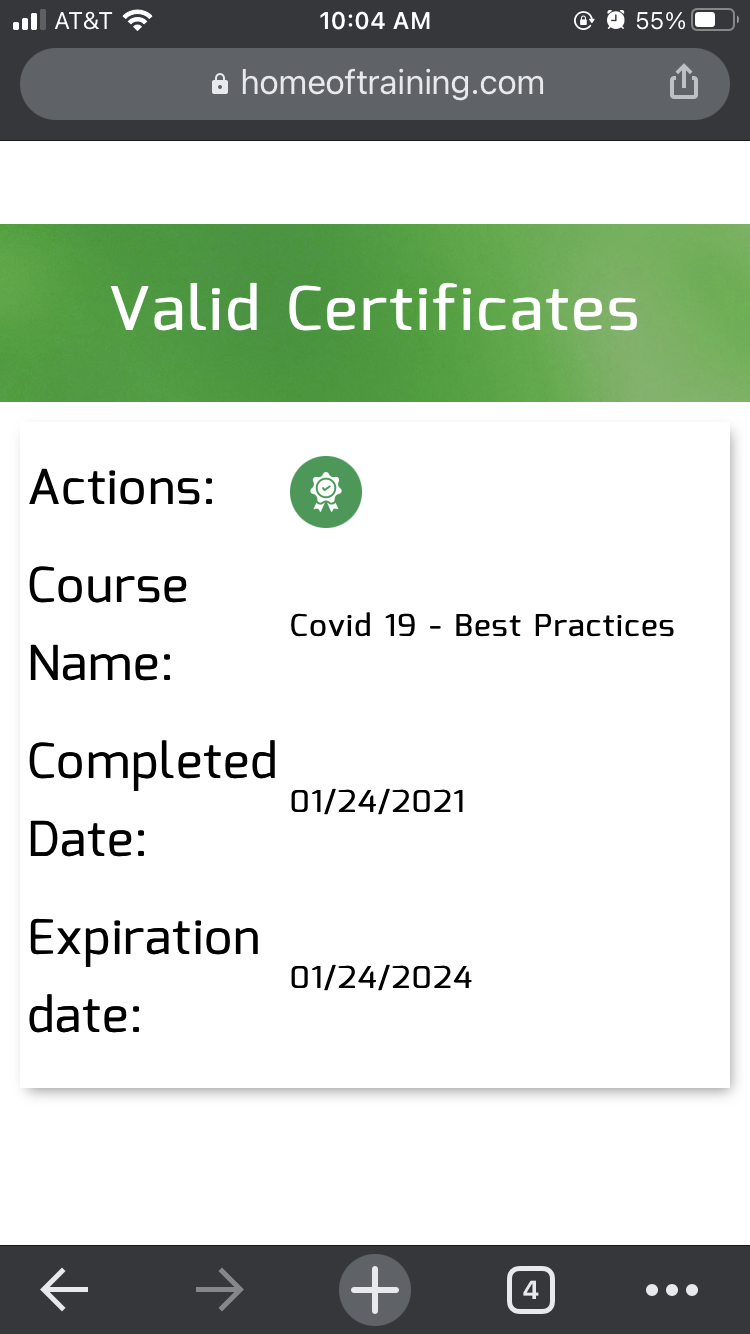 AT&T 10:04 AM 55%
homeoftraining.com
Valid Certificates
Actions:
Course
Name:
Covid 19 - Best Practices
Completed
Date:
01/24/2021
Expiration
date:
01/24/2024
4